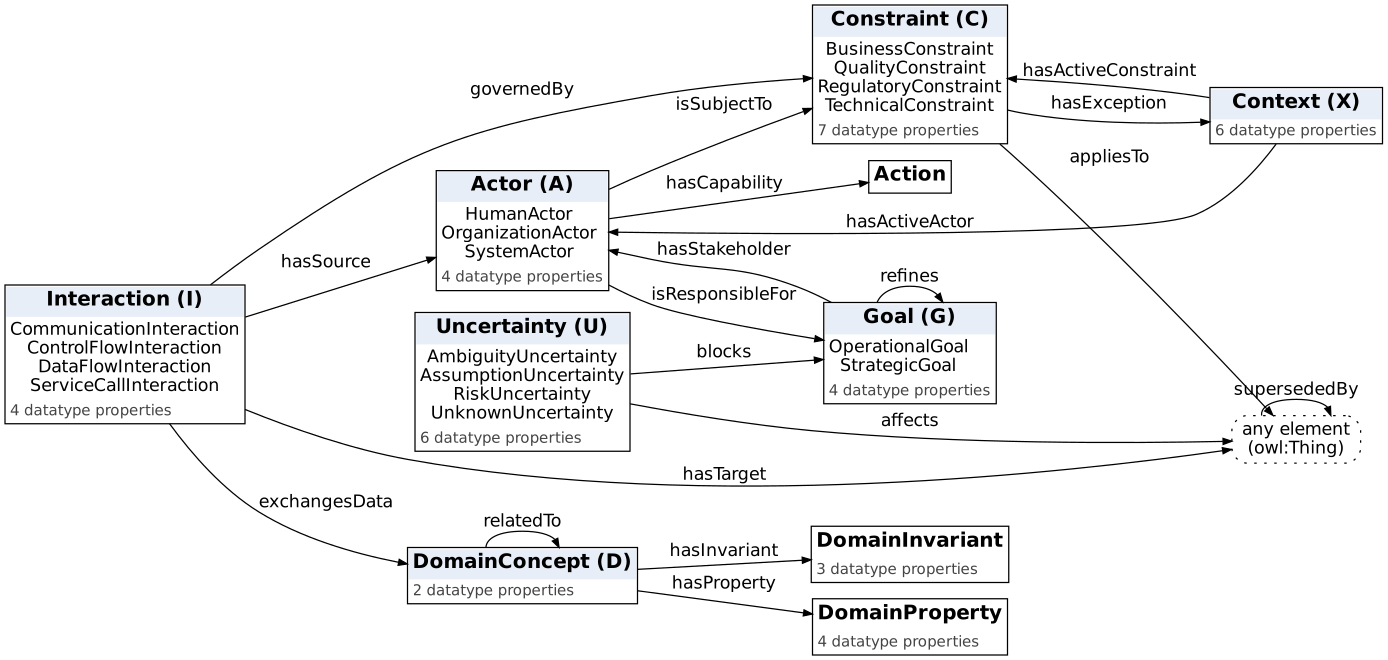 Constraint (C)
BusinessConstraint
QualityConstraint
RegulatoryConstraint
TechnicalConstraint
7 datatype properties
governedBy
isSubjectTo
hasActiveConstraint
hasException
Context (X)
6 datatype properties
appliesTo
Actor (A)
HumanActor
OrganizationActor
SystemActor
4 datatype properties
hasCapability
Action
hasActiveActor
hasStakeholder
isResponsibleFor
hasSource
refines
Goal (G)
OperationalGoal
StrategicGoal
4 datatype properties
Interaction (I)
CommunicationInteraction
ControlFlowInteraction
DataFlowInteraction
ServiceCallInteraction
4 datatype properties
Uncertainty (U)
AmbiguityUncertainty
AssumptionUncertainty
RiskUncertainty
UnknownUncertainty
6 datatype properties
blocks
affects
supersededBy
any element
(owl:Thing)
hasTarget
exchangesData
relatedTo
DomainConcept (D)
2 datatype properties
hasInvariant
hasProperty
DomainInvariant
3 datatype properties
DomainProperty
4 datatype properties